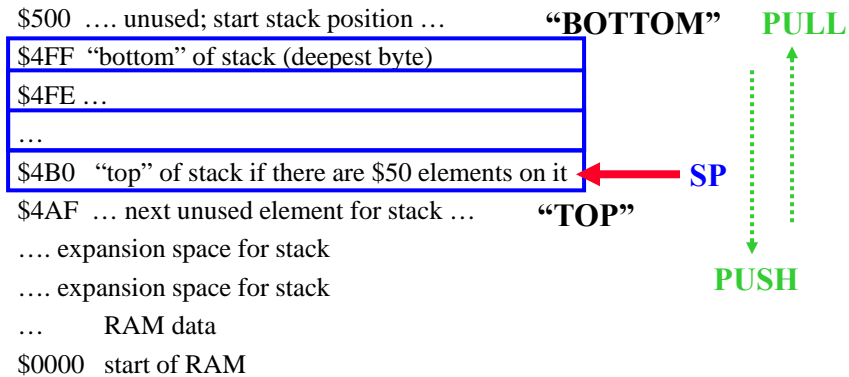 $500 …. unused; start stack position … “BOTTOM” PULL
$4FF “bottom” of stack (deepest byte)
$4FE …
…
$4B0 “top” of stack if there are $50 elements on it SP
$4AF … next unused element for stack … “TOP”
…. expansion space for stack
…. expansion space for stack PUSH
… RAM data
$0000 start of RAM